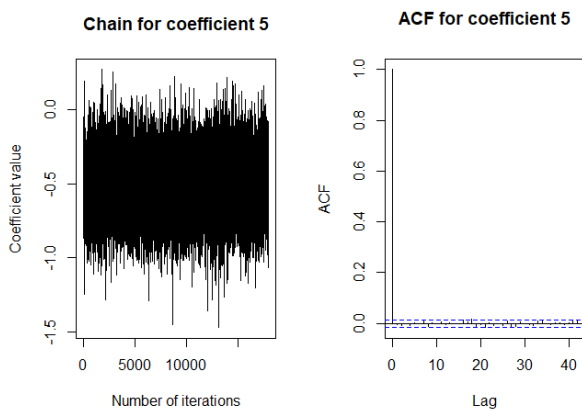 Chain for coefficient 5
Coefficient value
0.0
-0.5
-1.0
-1.5
0 5000 10000
Number of iterations
ACF for coefficient 5
ACF
1.0
0.8
0.6
0.4
0.2
0.0
0 10 20 30 40
Lag